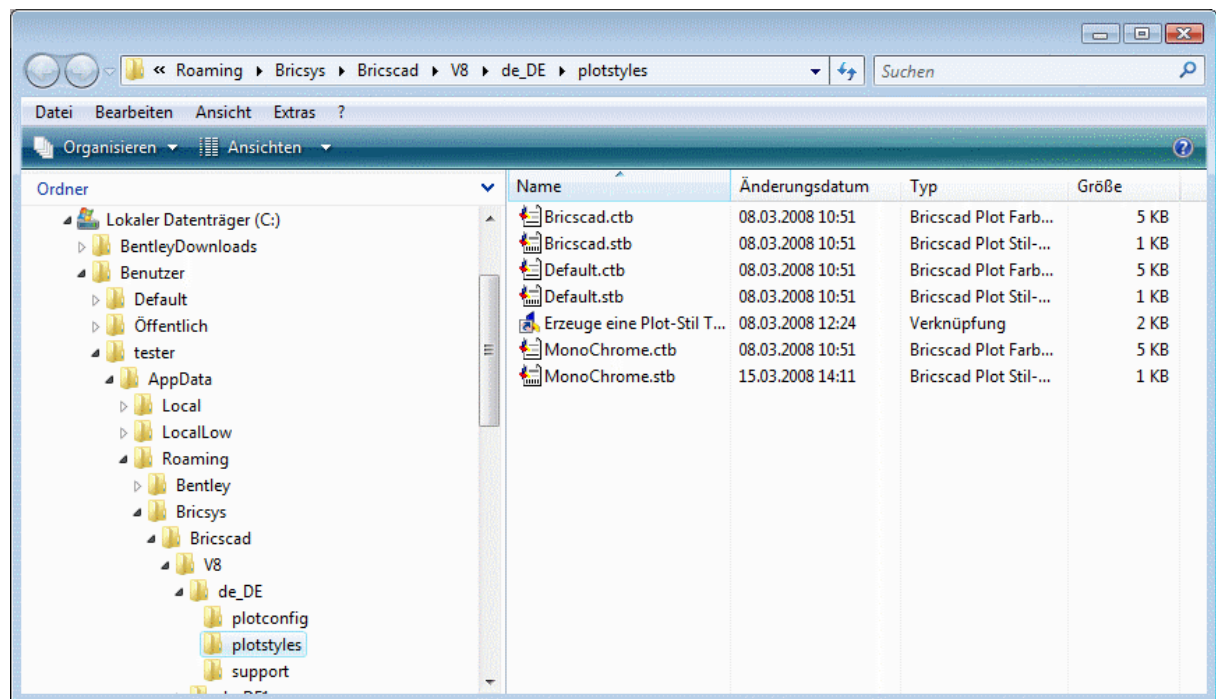 « Roaming ▸ Bricsys ▸ Bricscad ▸ V8 ▸ de_DE ▸ plotstyles Suchen
Datei Bearbeiten Ansicht Extras ?
Organisieren Ansichten
Ordner
Name Änderungsdatum Typ Größe
Lokaler Datenträger (C:)
BentleyDownloads
Benutzer
Default
Öffentlich
tester
AppData
Local
LocalLow
Roaming
Bentley
Bricsys
Bricscad
V8
de_DE
plotconfig
plotstyles
support
Bricscad.ctb 08.03.2008 10:51 Bricscad Plot Farb... 5 KB
Bricscad.stb 08.03.2008 10:51 Bricscad Plot Stil-... 1 KB
Default.ctb 08.03.2008 10:51 Bricscad Plot Farb... 5 KB
Default.stb 08.03.2008 10:51 Bricscad Plot Stil-... 1 KB
Erzeuge eine Plot-Stil T... 08.03.2008 12:24 Verknüpfung 2 KB
MonoChrome.ctb 08.03.2008 10:51 Bricscad Plot Farb... 5 KB
MonoChrome.stb 15.03.2008 14:11 Bricscad Plot Stil-... 1 KB